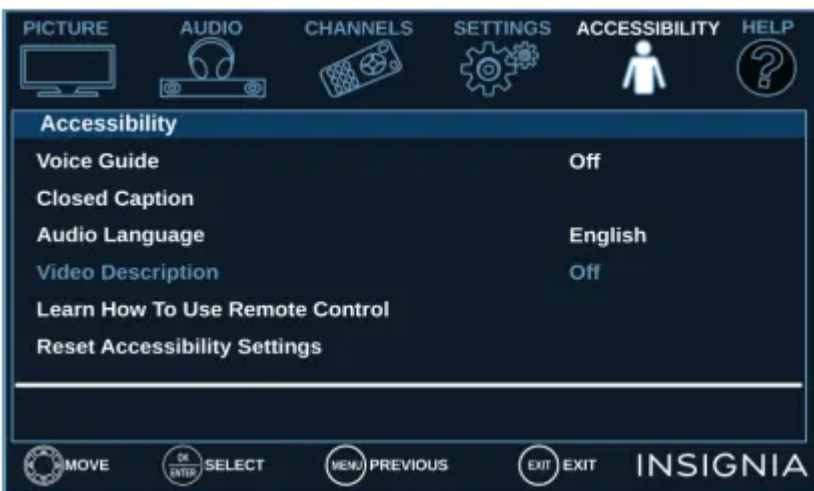 PICTURE AUDIO CHANNELS SETTINGS ACCESSIBILITY HELP
?
Accessibility
Voice Guide Off
Closed Caption
Audio Language English
Video Description Off
Learn How To Use Remote Control
Reset Accessibility Settings
MOVE OK ENTER SELECT MENU PREVIOUS EXIT EXIT INSIGNIA